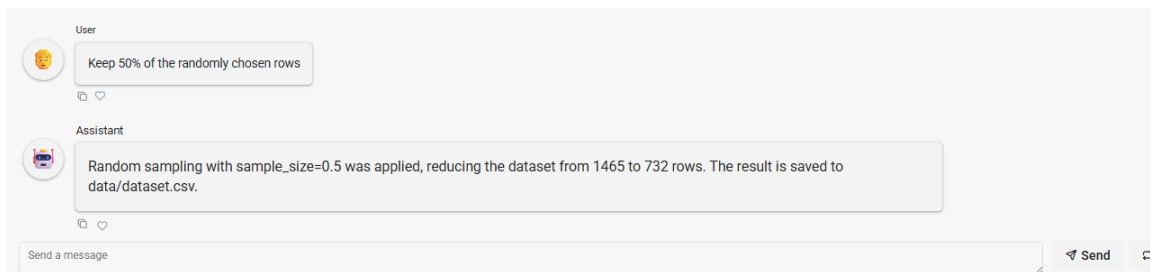 User
Keep 50% of the randomly chosen rows
Assistant
Random sampling with sample_size=0.5 was applied, reducing the dataset from 1465 to 732 rows. The result is saved to
data/dataset.csv.
Send a message
Send